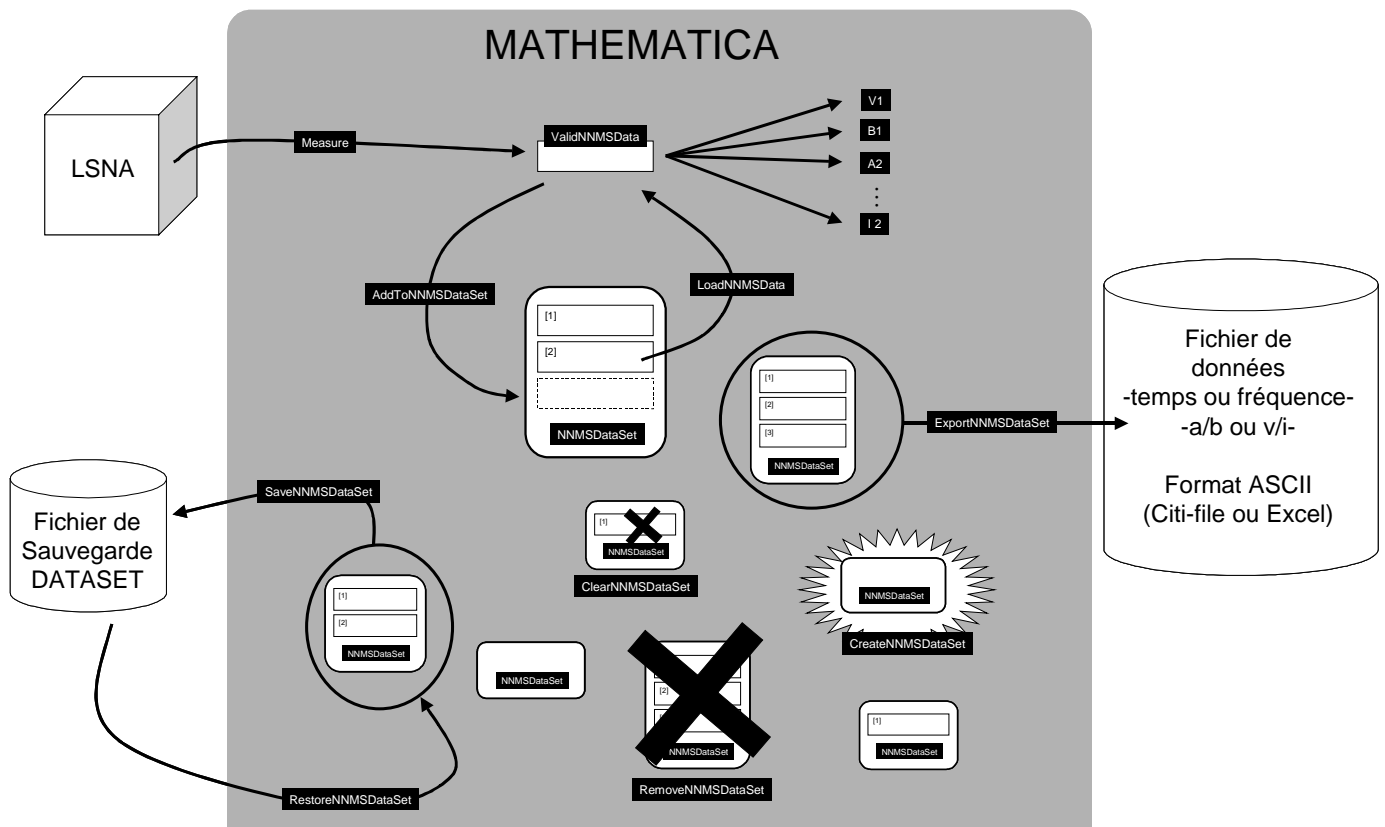 MATHEMATICA
LSNA
Measure
ValidNNMSData
V1
B1
A2
I 2
AddToNNMSDataSet
LoadNNMSData
[1]
[2]
NNMSDataSet
[1]
[2]
[3]
NNMSDataSet
ExportNNMSDataSet
Fichier de
données
-temps ou fréquence-
-a/b ou v/i-
Format ASCII
(Citi-file ou Excel)
SaveNNMSDataSet
Fichier de
Sauvegarde
DATASET
[1]
[2]
NNMSDataSet
RestoreNNMSDataSet
[1]
NNMSDataSet
ClearNNMSDataSet
NNMSDataSet
CreateNNMSDataSet
NNMSDataSet
[2]
NNMSDataSet
RemoveNNMSDataSet
[1]
NNMSDataSet